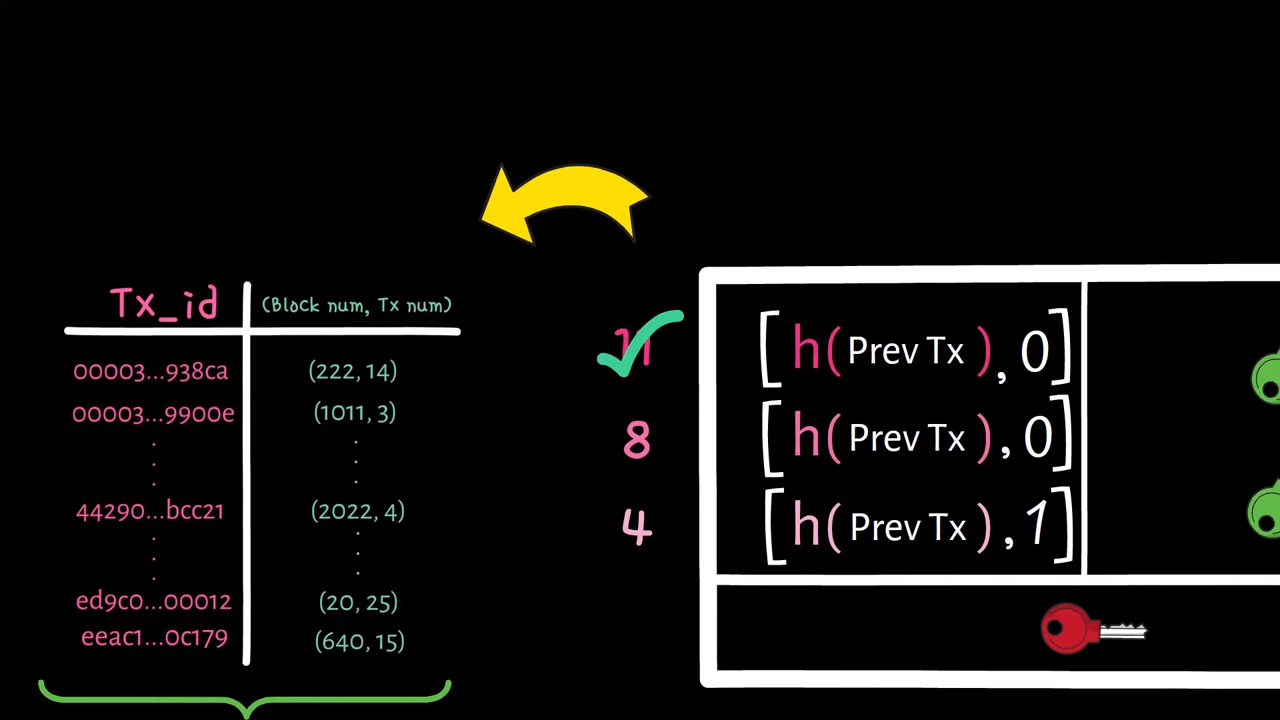 Tx_id (Block num, Tx num)
00003...938ca (222, 14)
00003...9900e (1011, 3)
44290...bcc21 (2022, 4)
ed9c0...00012 (20, 25)
eeac1...0c179 (640, 15)
11 [h(Prev Tx), 0]
8 [h(Prev Tx), 0]
4 [h(Prev Tx), 1]